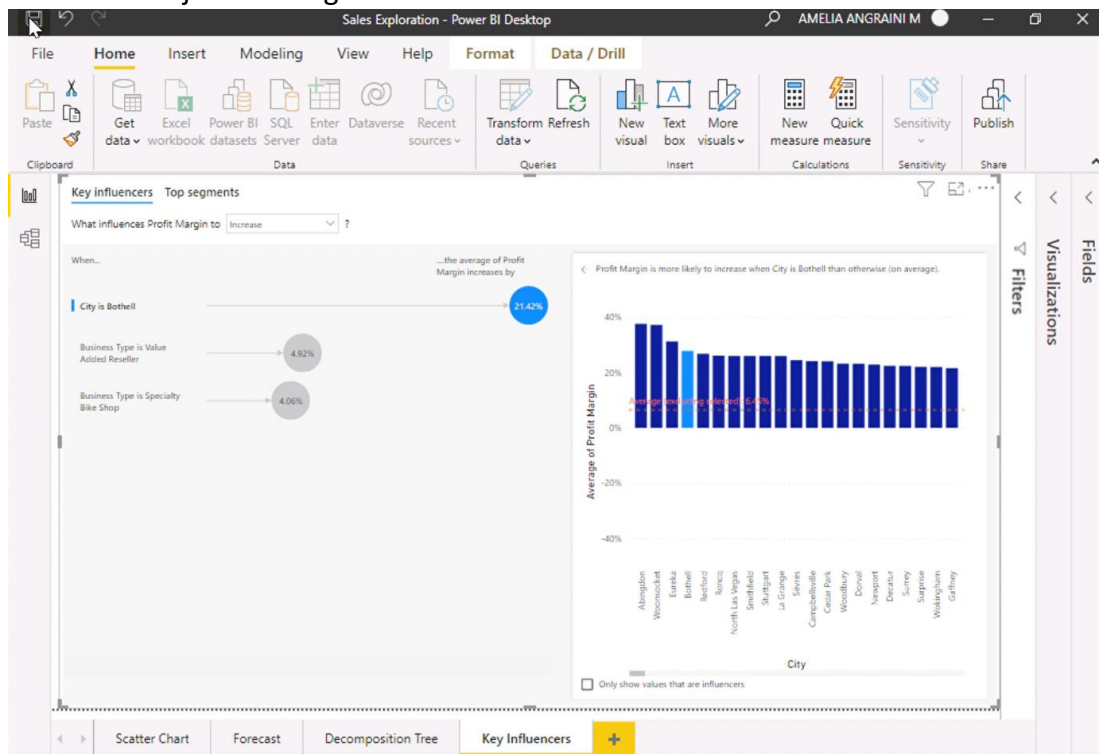 Sales Exploration - Power BI Desktop
AMELIA ANGRAINI M
File Home Insert Modeling View Help Format Data / Drill
Paste
Get data
Excel workbook
Power BI datasets
SQL Server
Enter data
Dataverse
Recent sources
Transform data
Refresh
New visual
Text box
More visuals
New measure
Quick measure
Sensitivity
Publish
Clipboard Data Queries Insert Calculations Sensitivity Share
Key influencers Top segments
What influences Profit Margin to Increase ?
When...
....the average of Profit
Margin increases by
City is Bothell
21.42%
Business Type is Value
Added Reseller
4.92%
Business Type is Specialty
Bike Shop
4.06%
Profit Margin is more likely to increase when City is Bothell than otherwise (on average).
40%
20%
0%
-20%
-40%
Average of Profit Margin
Average (excluding selected): 6.43%
Abingdon
Woonsocket
Eureka
Bothell
Redford
Roncq
North Las Vegas
Smithfield
Stuttgart
La Grange
Sèvres
Campbellsville
Cedar Park
Woodbury
Dorval
Newport
Decatur
Surrey
Surprise
Wokingham
Gaffney
City
Only show values that are influencers
Filters
Visualizations
Fields
Scatter Chart Forecast Decomposition Tree Key Influencers